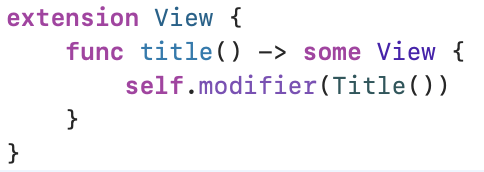 extension View {
    func title() -> some View {
        self.modifier(Title())
    }
}